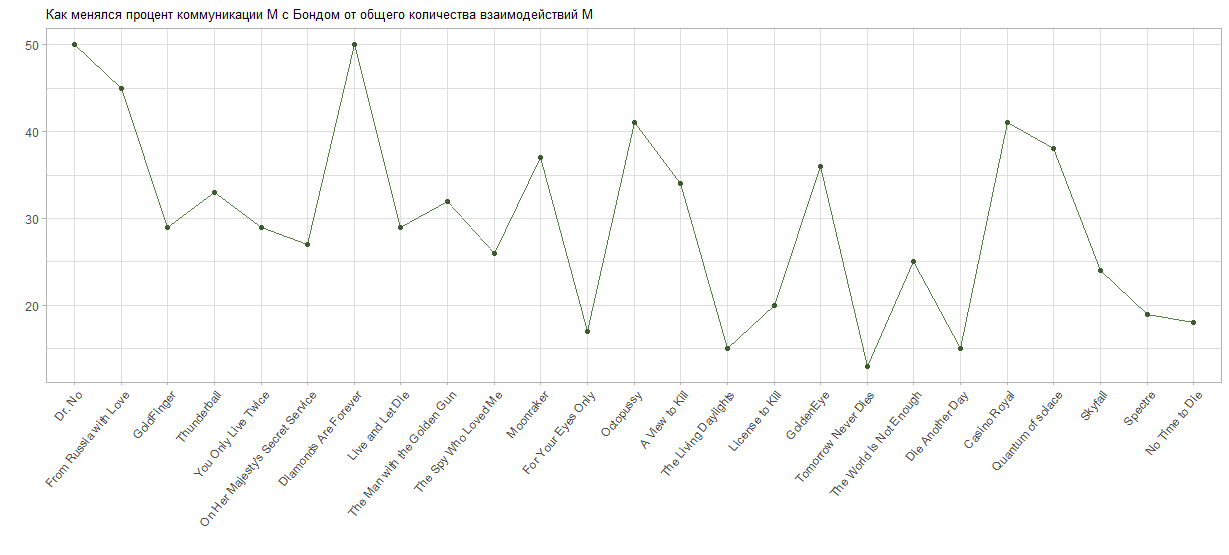 Как менялся процент коммуникации М с Бондом от общего количества взаимодействий М
50
40
30
20
Dr. No
From Russia with Love
GoldFinger
Thunderball
You Only Live Twice
On Her Majesty's Secret Service
Diamonds Are Forever
Live and Let Die
The Man with the Golden Gun
The Spy Who Loved Me
Moonraker
For Your Eyes Only
Octopussy
A View to Kill
The Living Daylights
License to Kill
GoldenEye
Tomorrow Never Dies
The World Is Not Enough
Die Another Day
Casino Royal
Quantum of solace
Skyfall
Spectre
No Time to Die